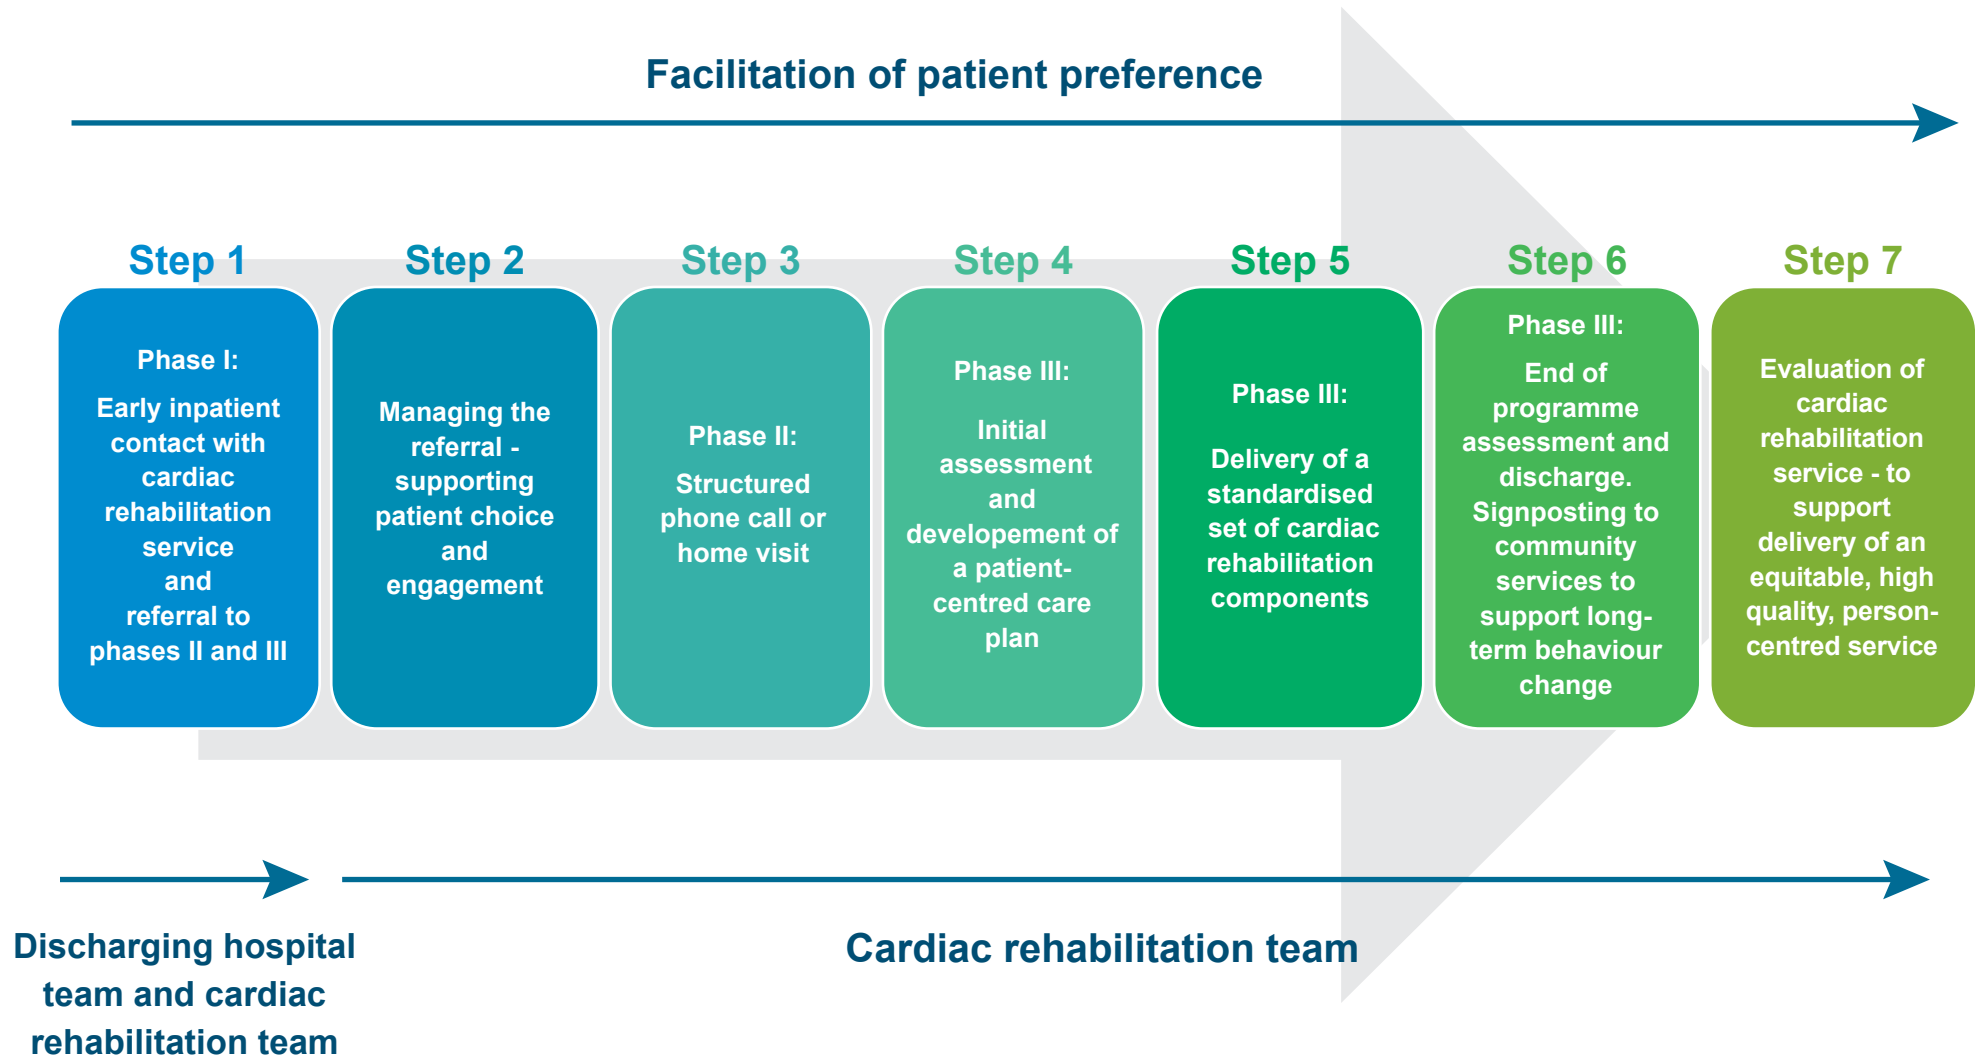 Facilitation of patient preference
Step 1
Phase I:
Early inpatient
contact with
cardiac
rehabilitation
service
and
referral to
phases II and III
Step 2
Managing the
referral -
supporting
patient choice
and
engagement
Step 3
Phase II:
Structured
phone call or
home visit
Step 4
Phase III:
Initial
assessment
and
developement of
a patient-
centred care
plan
Step 5
Phase III:
Delivery of a
standardised
set of cardiac
rehabilitation
components
Step 6
Phase III:
End of
programme
assessment and
discharge.
Signposting to
community
services to
support long-
term behaviour
change
Step 7
Evaluation of
cardiac
rehabilitation
service - to
support
delivery of an
equitable, high
quality, person-
centred service
Discharging hospital
team and cardiac
rehabilitation team
Cardiac rehabilitation team